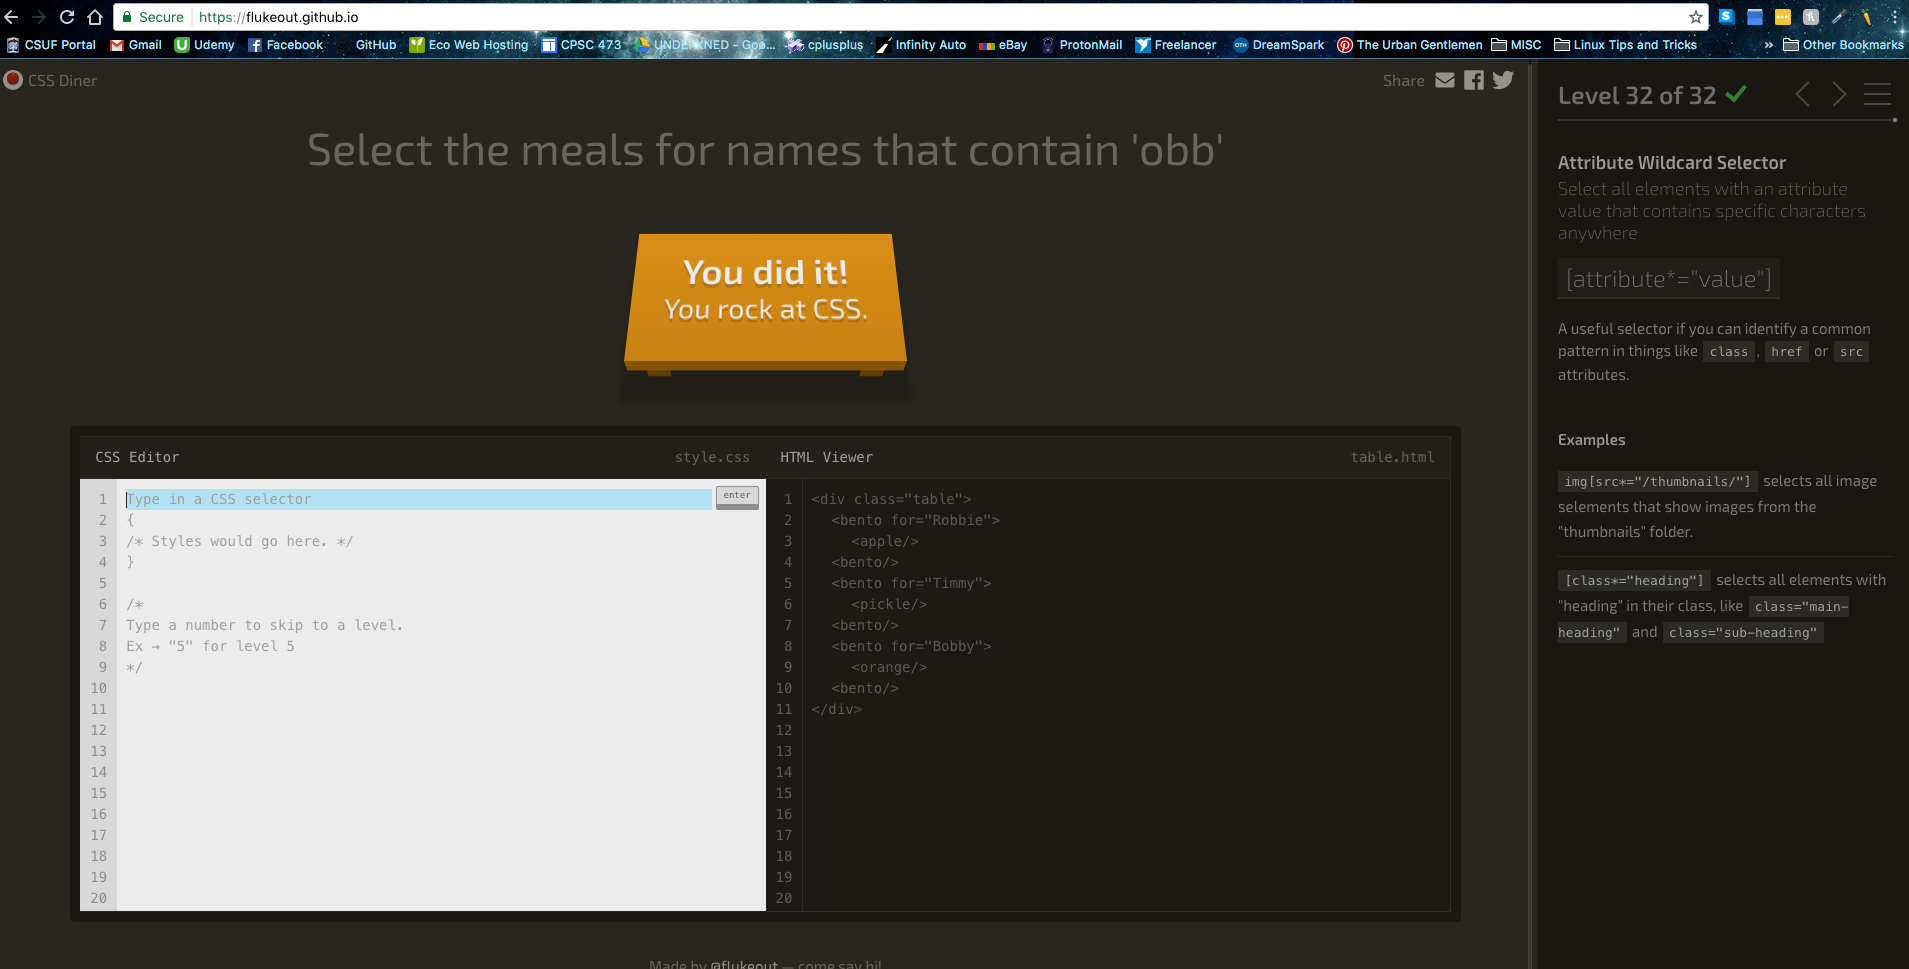 Secure https://flukeout.github.io
CSUF Portal Gmail Udemy Facebook GitHub Eco Web Hosting CPSC 473 UNDEFXNED - Goo... cplusplus Infinity Auto eBay ProtonMail Freelancer DreamSpark The Urban Gentlemen MISC Linux Tips and Tricks » Other Bookmarks
CSS Diner
Share
Select the meals for names that contain 'obb'
You did it!
You rock at CSS.
CSS Editor style.css
1 Type in a CSS selector enter
2 {
3 /* Styles would go here. */
4 }
5
6 /*
7 Type a number to skip to a level.
8 Ex → "5" for level 5
9 */
10
11
12
13
14
15
16
17
18
19
20
HTML Viewer table.html
1 <div class="table">
2 <bento for="Robbie">
3 <apple/>
4 <bento/>
5 <bento for="Timmy">
6 <pickle/>
7 <bento/>
8 <bento for="Bobby">
9 <orange/>
10 <bento/>
11 </div>
12
13
14
15
16
17
18
19
20
Made by @flukeout — come say hi!
Level 32 of 32
Attribute Wildcard Selector
Select all elements with an attribute
value that contains specific characters
anywhere
[attribute*="value"]
A useful selector if you can identify a common
pattern in things like class, href or src
attributes.
Examples
img[src*="/thumbnails/"] selects all image
selements that show images from the
"thumbnails" folder.
[class*="heading"] selects all elements with
"heading" in their class, like class="main-
heading" and class="sub-heading"